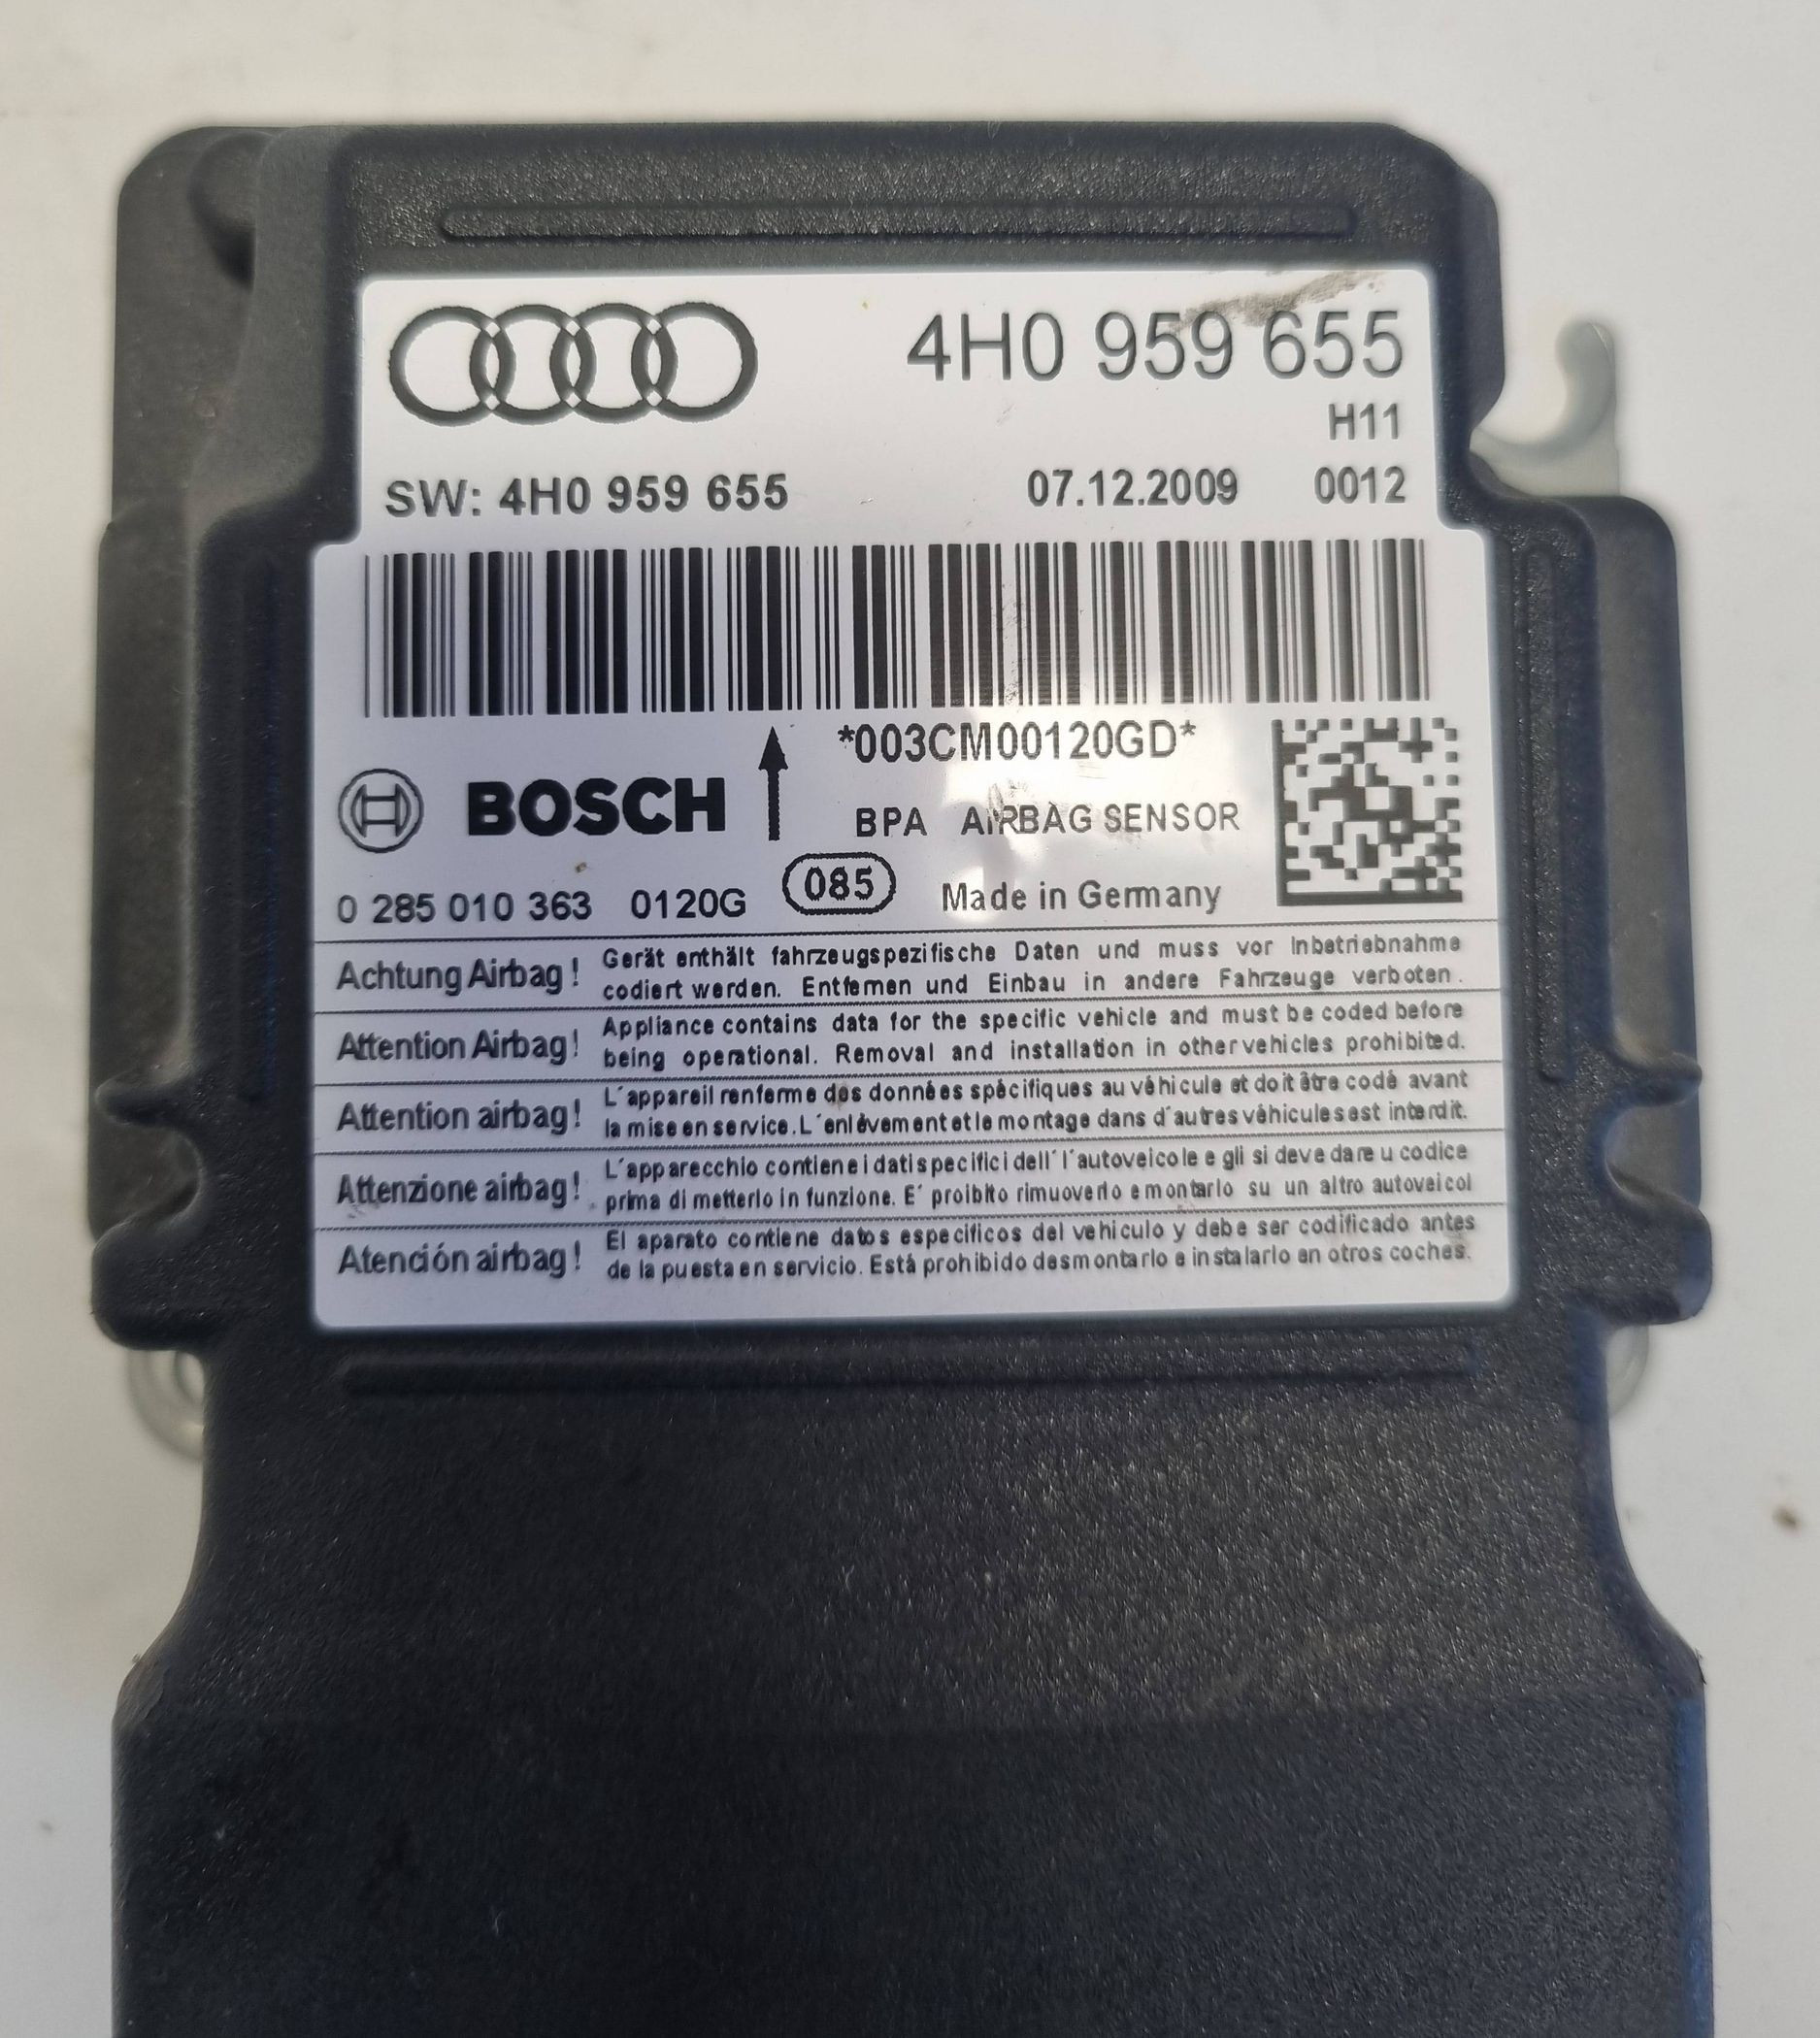 4H0 959 655
H11
SW: 4H0 959 655 07.12.2009 0012
*003CM00120GD*
BOSCH BPA AIRBAG SENSOR
0 285 010 363 0120G 085 Made in Germany
Achtung Airbag! Gerät enthält fahrzeugspezifische Daten und muss vor Inbetriebnahme
codiert werden. Entfernen und Einbau in andere Fahrzeuge verboten.
Attention Airbag! Appliance contains data for the specific vehicle and must be coded before
being operational. Removal and installation in other vehicles prohibited.
Attention airbag! L´appareil renferme des données spécifiques au véhicule et doit être codé avant
la mise en service. L´enlèvement et le montage dans d´autres véhicules est interdit.
Attenzione airbag! L´apparecchio contiene i dati specifici dell´ l´autoveicole e gli si deve dare u codice
prima di metterlo in funzione. E´ proibito rimuoverlo e montarlo su un altro autoveicol
Atención airbag! El aparato contiene datos especificos del vehiculo y debe ser codificado antes
de la puesta en servicio. Está prohibido desmontarlo e instalarlo en otros coches.